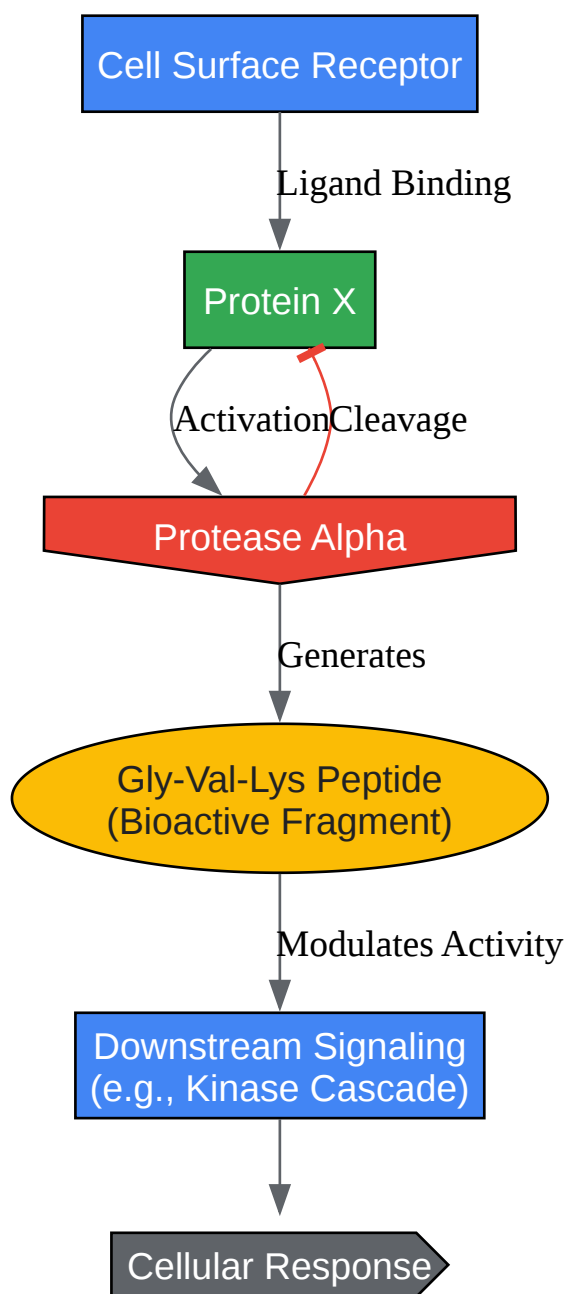 Cell Surface Receptor
Ligand Binding
Protein X
Activation
Cleavage
Protease Alpha
Generates
Gly-Val-Lys Peptide
(Bioactive Fragment)
Modulates Activity
Downstream Signaling
(e.g., Kinase Cascade)
Cellular Response